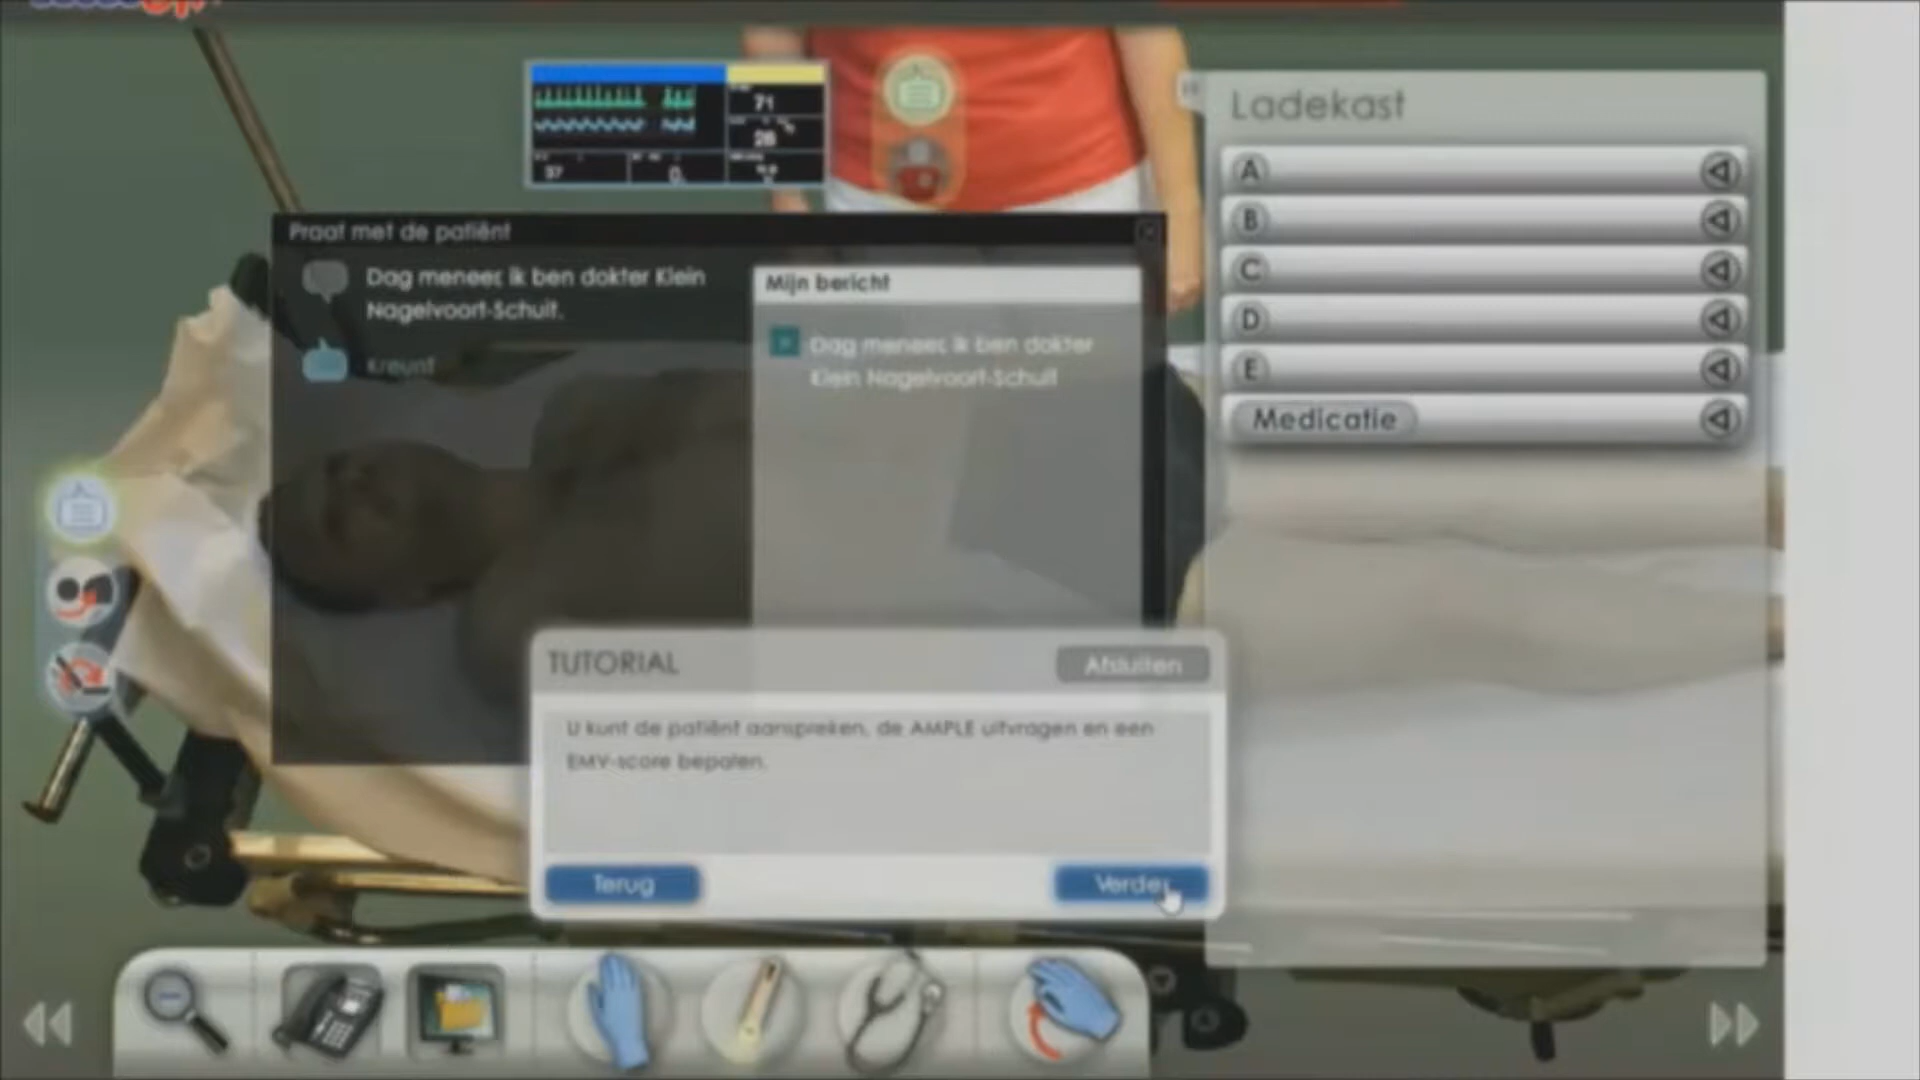 71
28
37
0
Ladekast
A
B
C
D
E
Medicatie
Praat met de patiënt
Dag meneer, ik ben dokter Klein
Nagelvoort-Schuit.
Kreunt
Mijn bericht
Dag meneer, ik ben dokter
Klein Nagelvoort-Schuit
TUTORIAL
Afsluiten
U kunt de patiënt aanspreken, de AMPLE uitvragen en een
EMV-score bepalen.
Terug
Verder